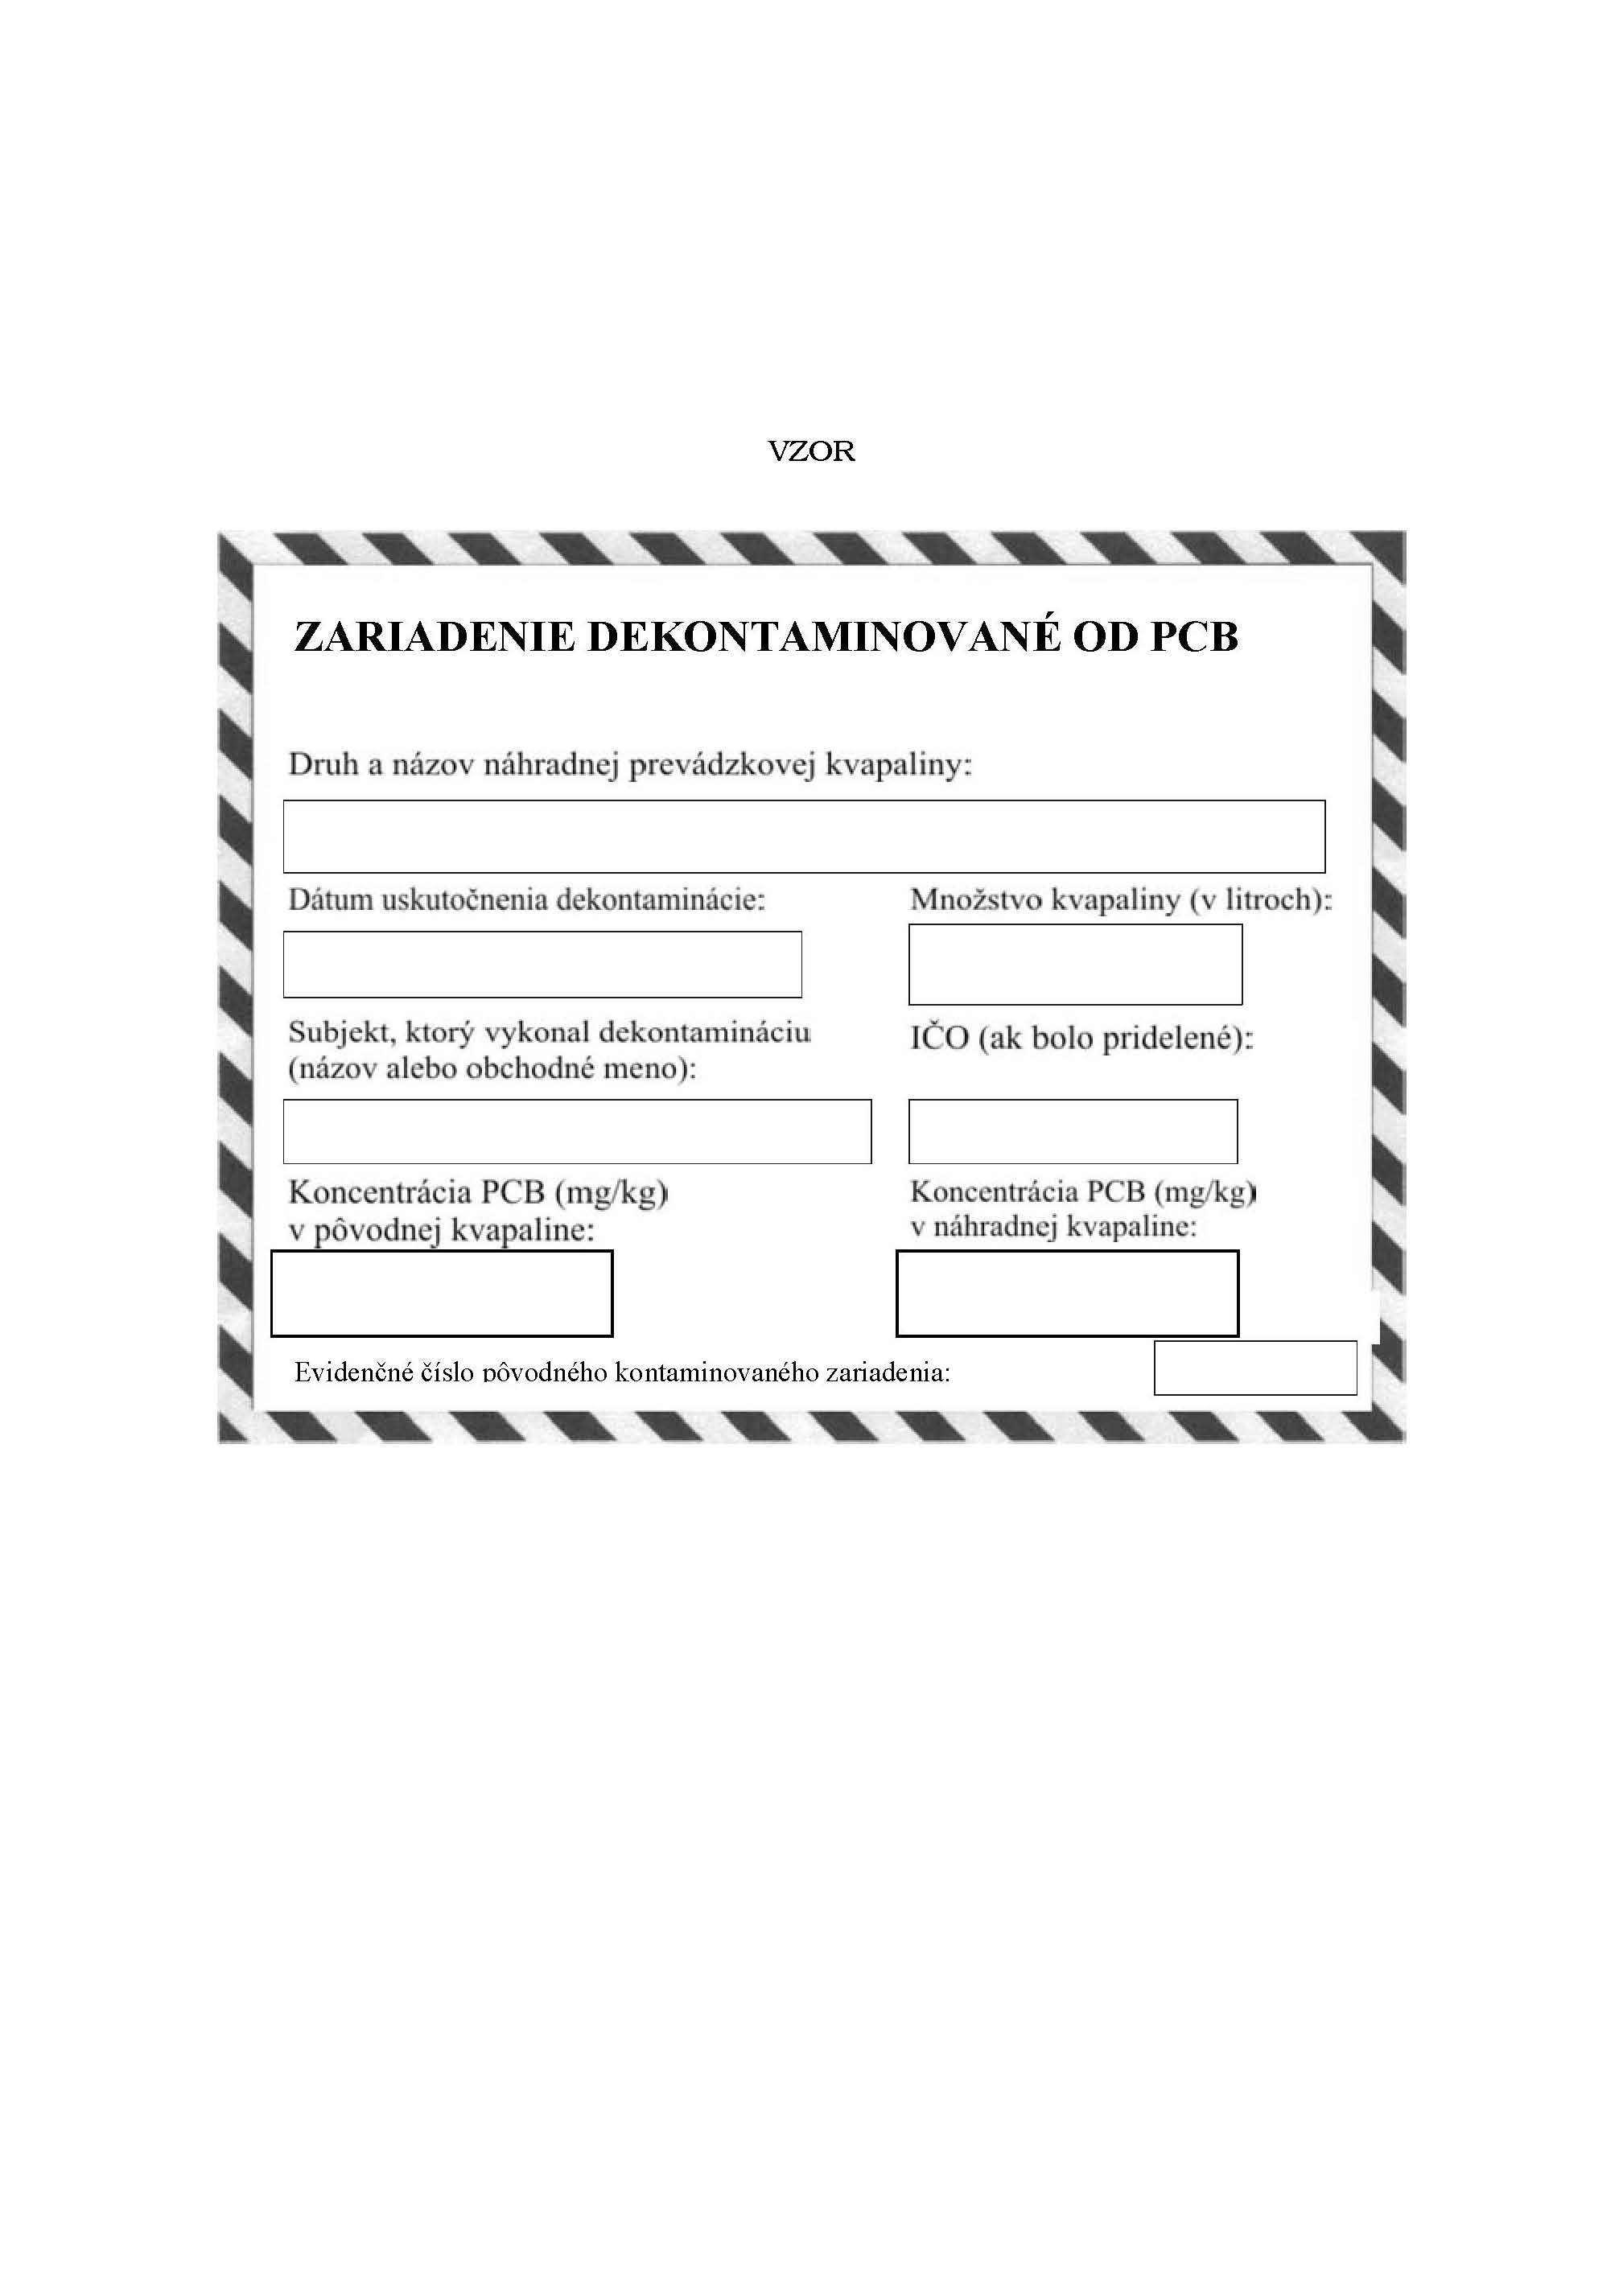 VZOR
ZARIADENIE DEKONTAMINOVANÉ OD PCB
Druh a názov náhradnej prevádzkovej kvapaliny:
Dátum uskutočnenia dekontaminácie:
Množstvo kvapaliny (v litroch):
Subjekt, ktorý vykonal dekontamináciu
(názov alebo obchodné meno):
IČO (ak bolo pridelené):
Koncentrácia PCB (mg/kg)
v pôvodnej kvapaline:
Koncentrácia PCB (mg/kg)
v náhradnej kvapaline:
Evidenčné číslo pôvodného kontaminovaného zariadenia: